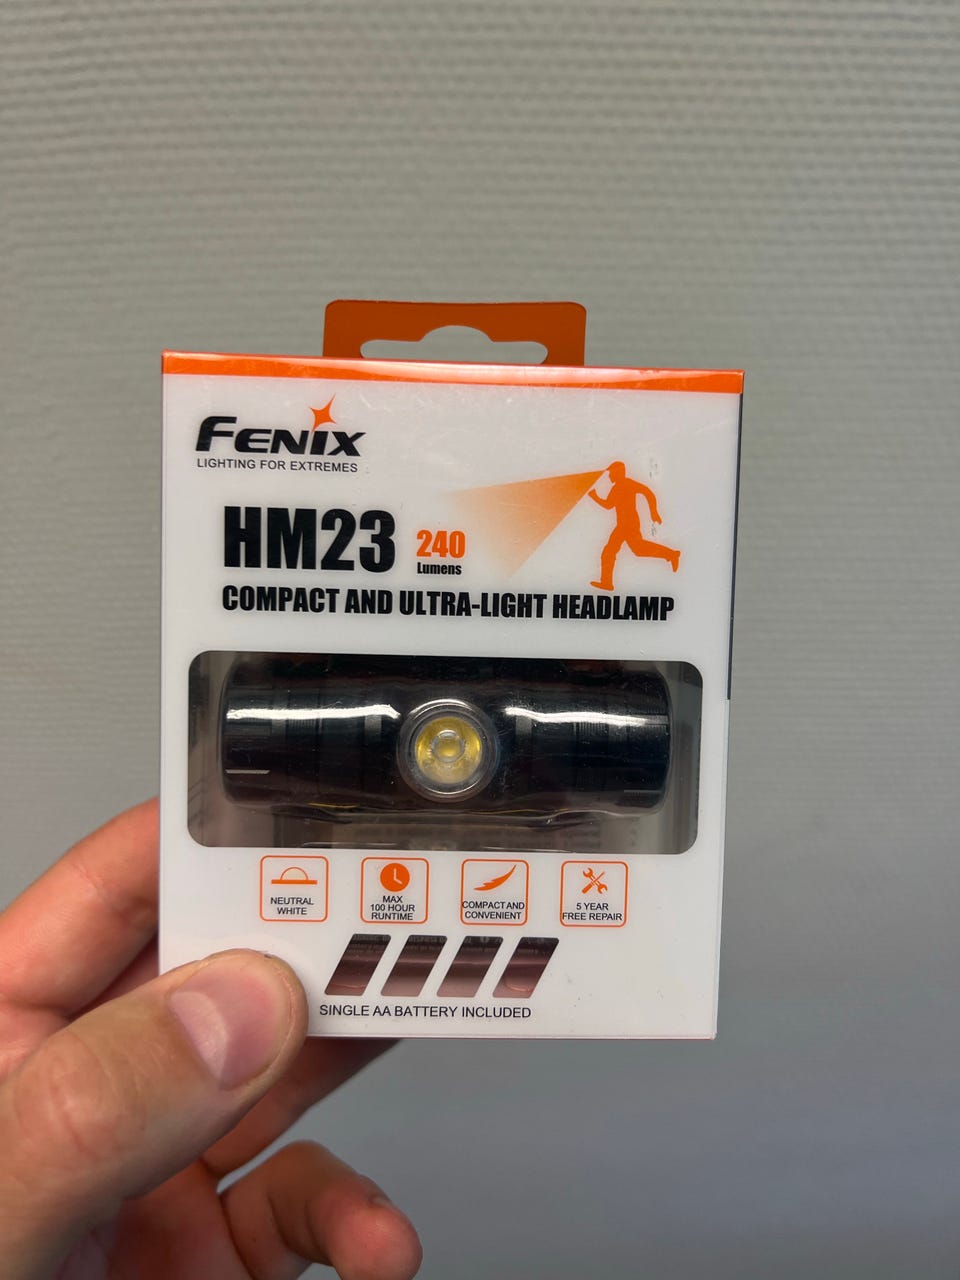 FENIX
LIGHTING FOR EXTREMES
HM23
240
Lumens
COMPACT AND ULTRA-LIGHT HEADLAMP
NEUTRAL
WHITE
MAX
100 HOUR
RUNTIME
COMPACT AND
CONVENIENT
5 YEAR
FREE REPAIR
SINGLE AA BATTERY INCLUDED